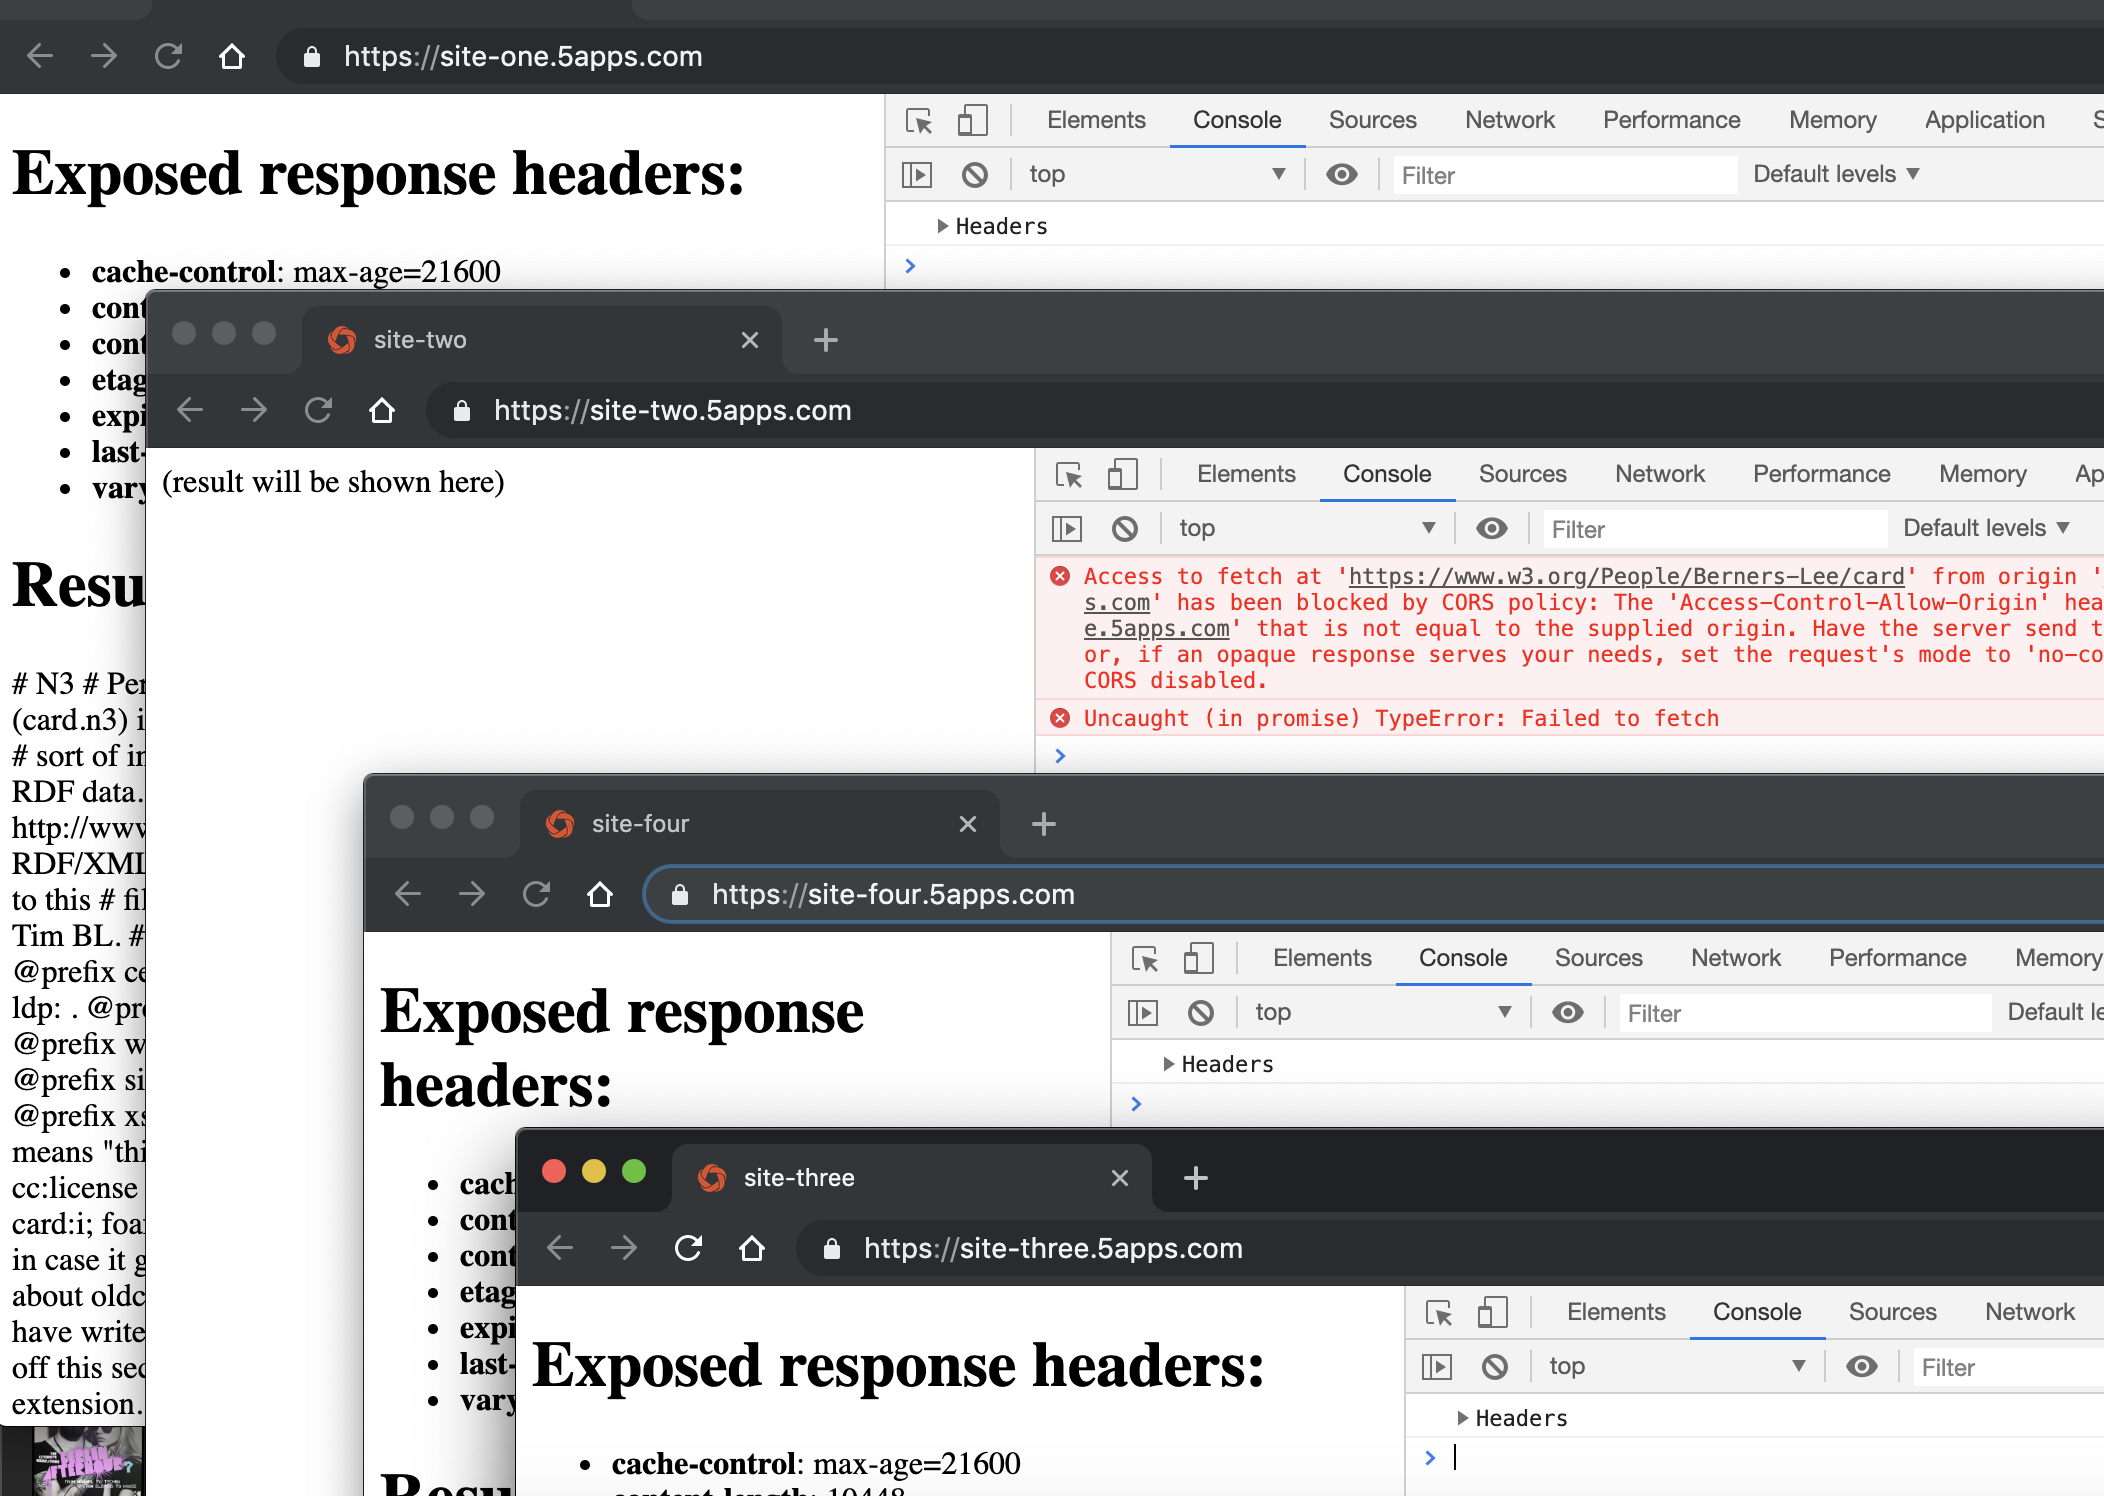 https://site-one.5apps.com
Elements Console Sources Network Performance Memory Application
top Filter Default levels
Headers
Exposed response headers:
cache-control: max-age=21600
cont
cont
etag
expi
last-
vary
Resu
# N3 # Per
(card.n3) i
# sort of in
RDF data.
http://www
RDF/XML
to this # fil
Tim BL. #
@prefix ce
ldp: . @pre
@prefix w
@prefix si
@prefix xs
means "thi
cc:license
card:i; foa
in case it g
about oldc
have write
off this sec
extension.
site-two
https://site-two.5apps.com
(result will be shown here)
Elements Console Sources Network Performance Memory Ap
top Filter Default levels
Access to fetch at 'https://www.w3.org/People/Berners-Lee/card' from origin '
s.com' has been blocked by CORS policy: The 'Access-Control-Allow-Origin' hea
e.5apps.com' that is not equal to the supplied origin. Have the server send t
or, if an opaque response serves your needs, set the request's mode to 'no-co
CORS disabled.
Uncaught (in promise) TypeError: Failed to fetch
site-four
https://site-four.5apps.com
Elements Console Sources Network Performance Memory
top Filter Default le
Headers
Exposed response
headers:
cach
cont
cont
etag
expi
last-
vary
Resu
site-three
https://site-three.5apps.com
Elements Console Sources Network
top Filter
Headers
Exposed response headers:
cache-control: max-age=21600
content-length: 10448